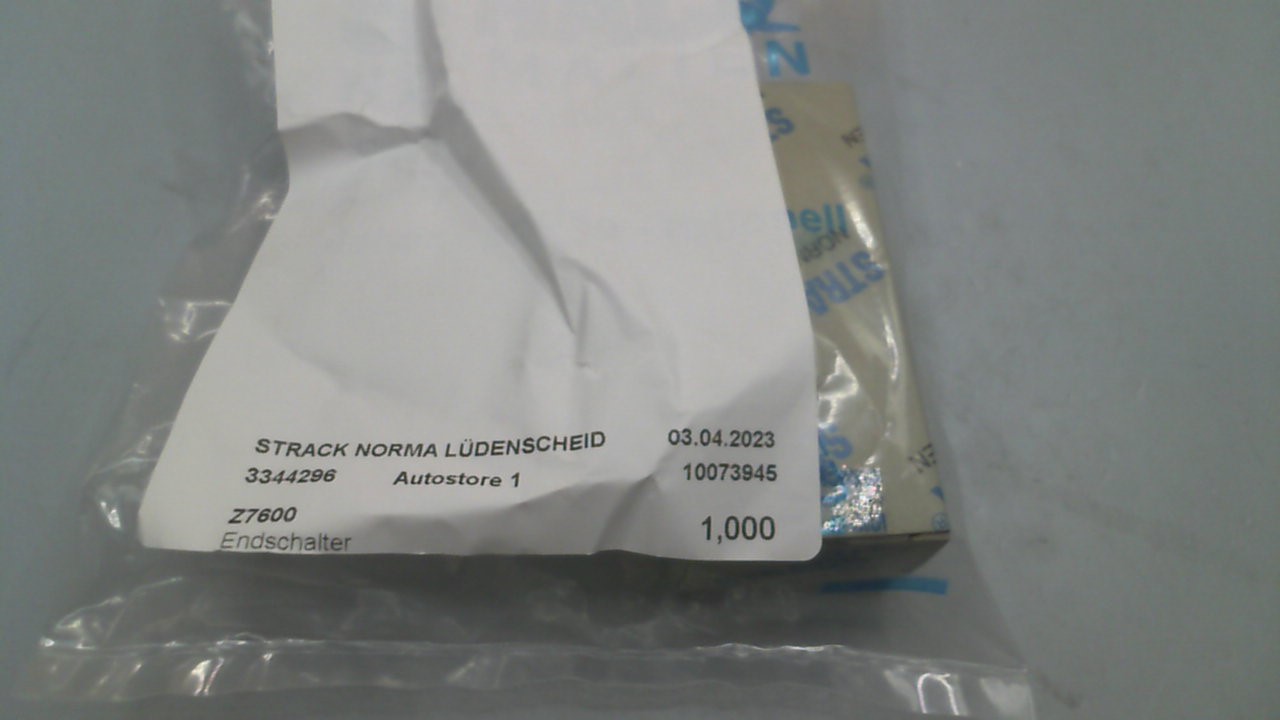 N
STRACK NORMA LÜDENSCHEID 03.04.2023
3344296 Autostore 1 10073945
Z7600
Endschalter 1,000